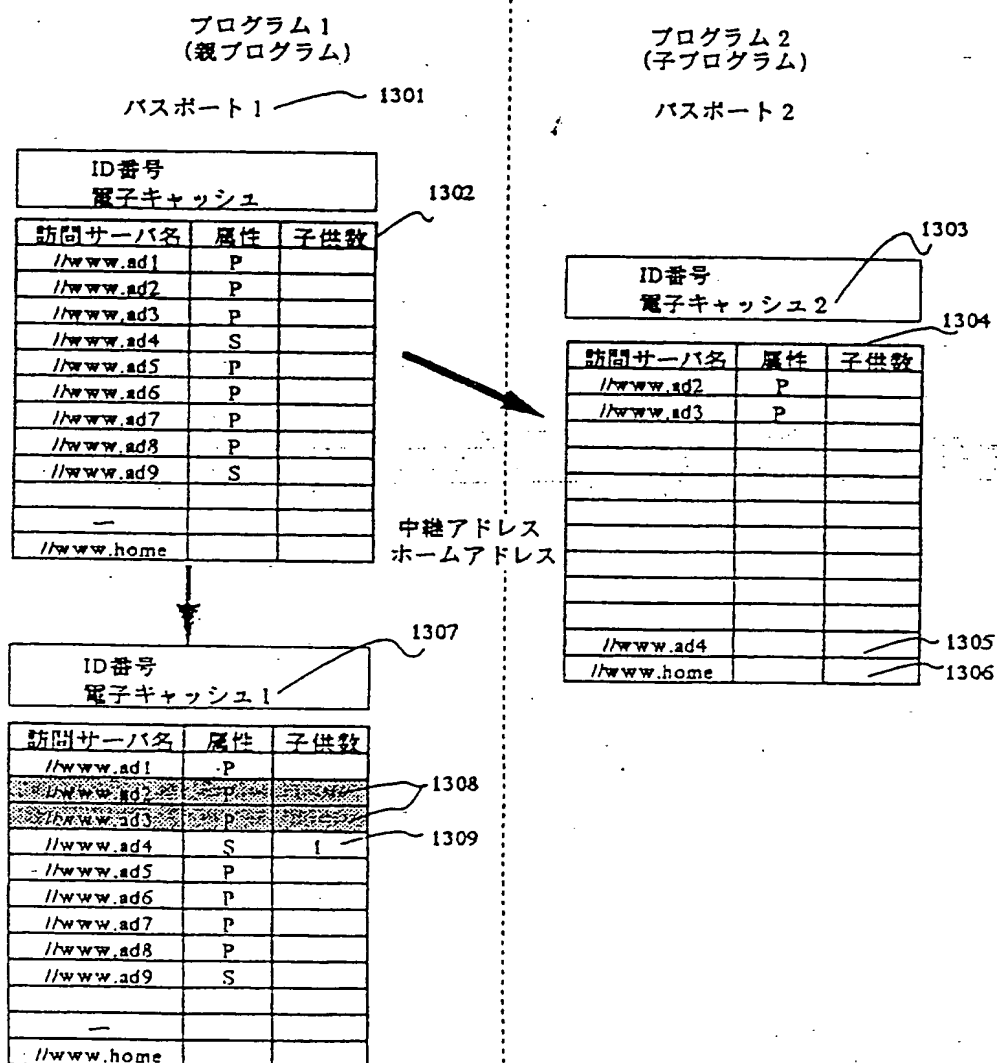 プログラム 1
(親プログラム)
パスポート 1
1301
ID番号
電子キャッシュ
1302
訪問サーバ名 属性 子供数
//www.ad1 P
//www.ad2 P
//www.ad3 P
//www.ad4 S
//www.ad5 P
//www.ad6 P
//www.ad7 P
//www.ad8 P
//www.ad9 S
—
//www.home
プログラム 2
(子プログラム)
パスポート 2
1303
ID番号
電子キャッシュ 2
1304
訪問サーバ名 属性 子供数
//www.ad2 P
//www.ad3 P
中継アドレス
ホームアドレス
//www.ad4
1305
//www.home
1306
1307
ID番号
電子キャッシュ 1
訪問サーバ名 属性 子供数
//www.ad1 P
//www.ad2 P
1308
//www.ad3 P
//www.ad4 S 1
1309
//www.ad5 P
//www.ad6 P
//www.ad7 P
//www.ad8 P
//www.ad9 S
—
//www.home